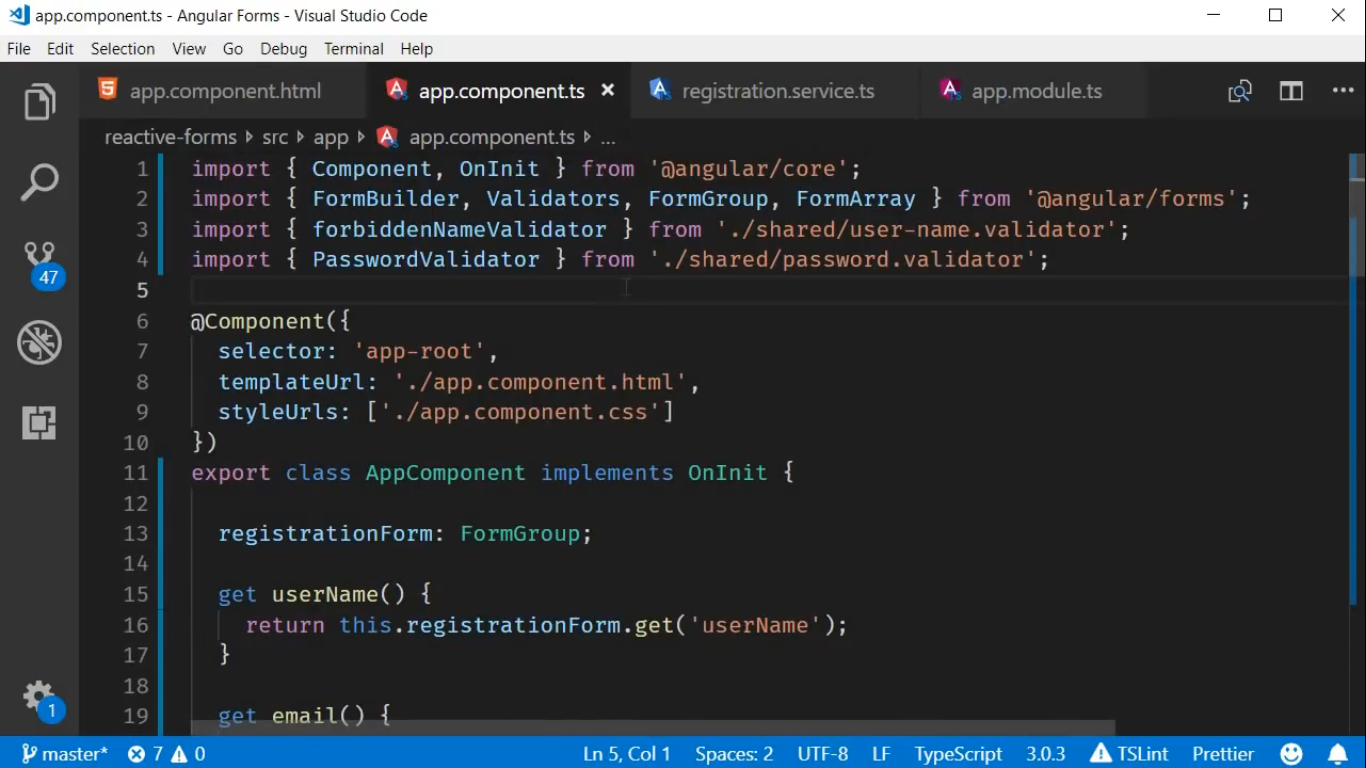 app.component.ts - Angular Forms - Visual Studio Code
File Edit Selection View Go Debug Terminal Help
app.component.html app.component.ts × registration.service.ts app.module.ts ...
reactive-forms src app app.component.ts ...
1 import { Component, OnInit } from '@angular/core';
2 import { FormBuilder, Validators, FormGroup, FormArray } from '@angular/forms';
3 import { forbiddenNameValidator } from './shared/user-name.validator';
4 import { PasswordValidator } from './shared/password.validator';
5
6 @Component({
7 selector: 'app-root',
8 templateUrl: './app.component.html',
9 styleUrls: ['./app.component.css']
10 })
11 export class AppComponent implements OnInit {
12
13 registrationForm: FormGroup;
14
15 get userName() {
16 return this.registrationForm.get('userName');
17 }
18
19 get email() {
47
1
master* 7 0 Ln 5, Col 1 Spaces: 2 UTF-8 LF TypeScript 3.0.3 TSLint Prettier